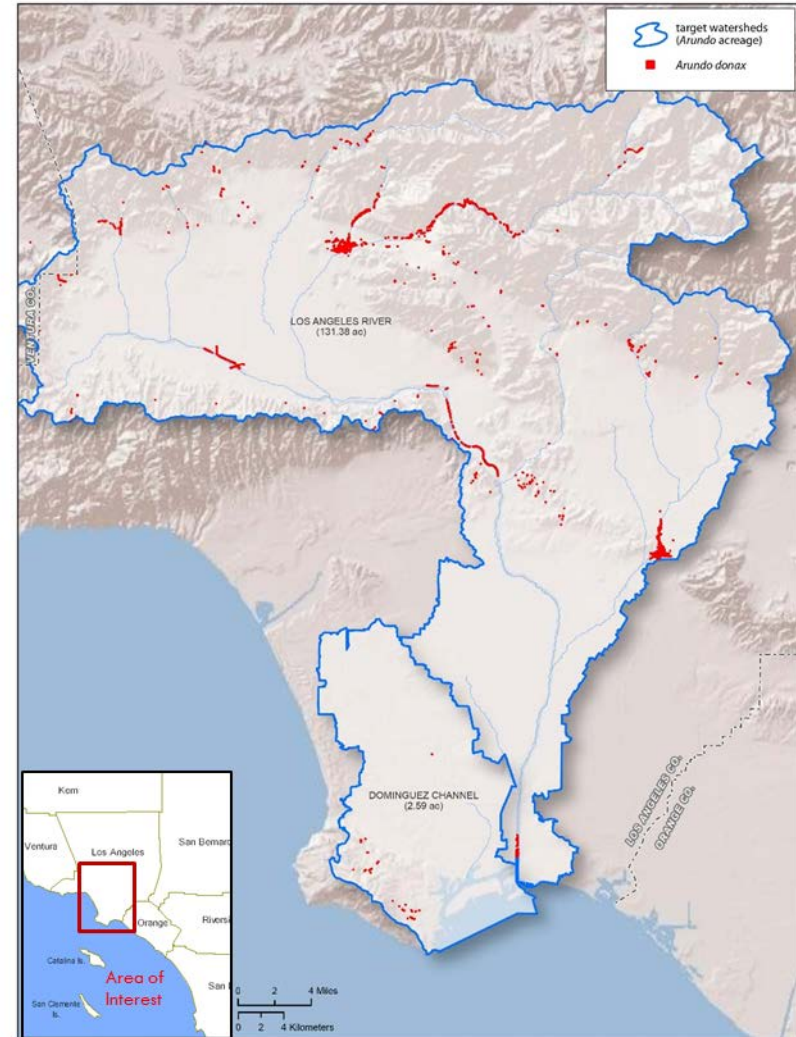 target watersheds
(Arundo acreage)
Arundo donax
VENTURA CO.
LOS ANGELES RIVER
(131.38 ac)
DOMINGUEZ CHANNEL
(2.59 ac)
LOS ANGELES CO.
ORANGE CO.
Kern
Ventura
Los Angeles
San Bernard
Orange
Rivers
Catalina Is.
San Clemente
Is.
San
Area of
Interest
0 2 4 Miles
0 2 4 Kilometers